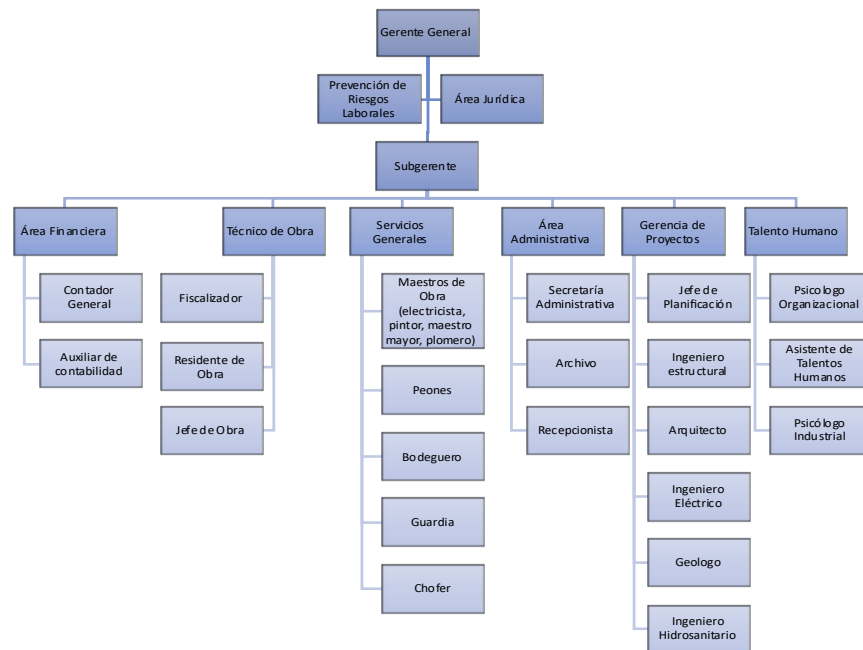 Gerente General
Prevención de
Riesgos
Laborales
Área Jurídica
Subgerente
Área Financiera
Técnico de Obra
Servicios
Generales
Área
Administrativa
Gerencia de
Proyectos
Talento Humano
Contador
General
Auxiliar de
contabilidad
Fiscalizador
Residente de
Obra
Jefe de Obra
Maestros de
Obra
(electricista,
pintor, maestro
mayor, plomero)
Peones
Bodeguero
Guardia
Chofer
Secretaría
Administrativa
Archivo
Recepcionista
Jefe de
Planificación
Ingeniero
estructural
Arquitecto
Ingeniero
Eléctrico
Geologo
Ingeniero
Hidrosanitario
Psicologo
Organizacional
Asistente de
Talentos
Humanos
Psicólogo
Industrial